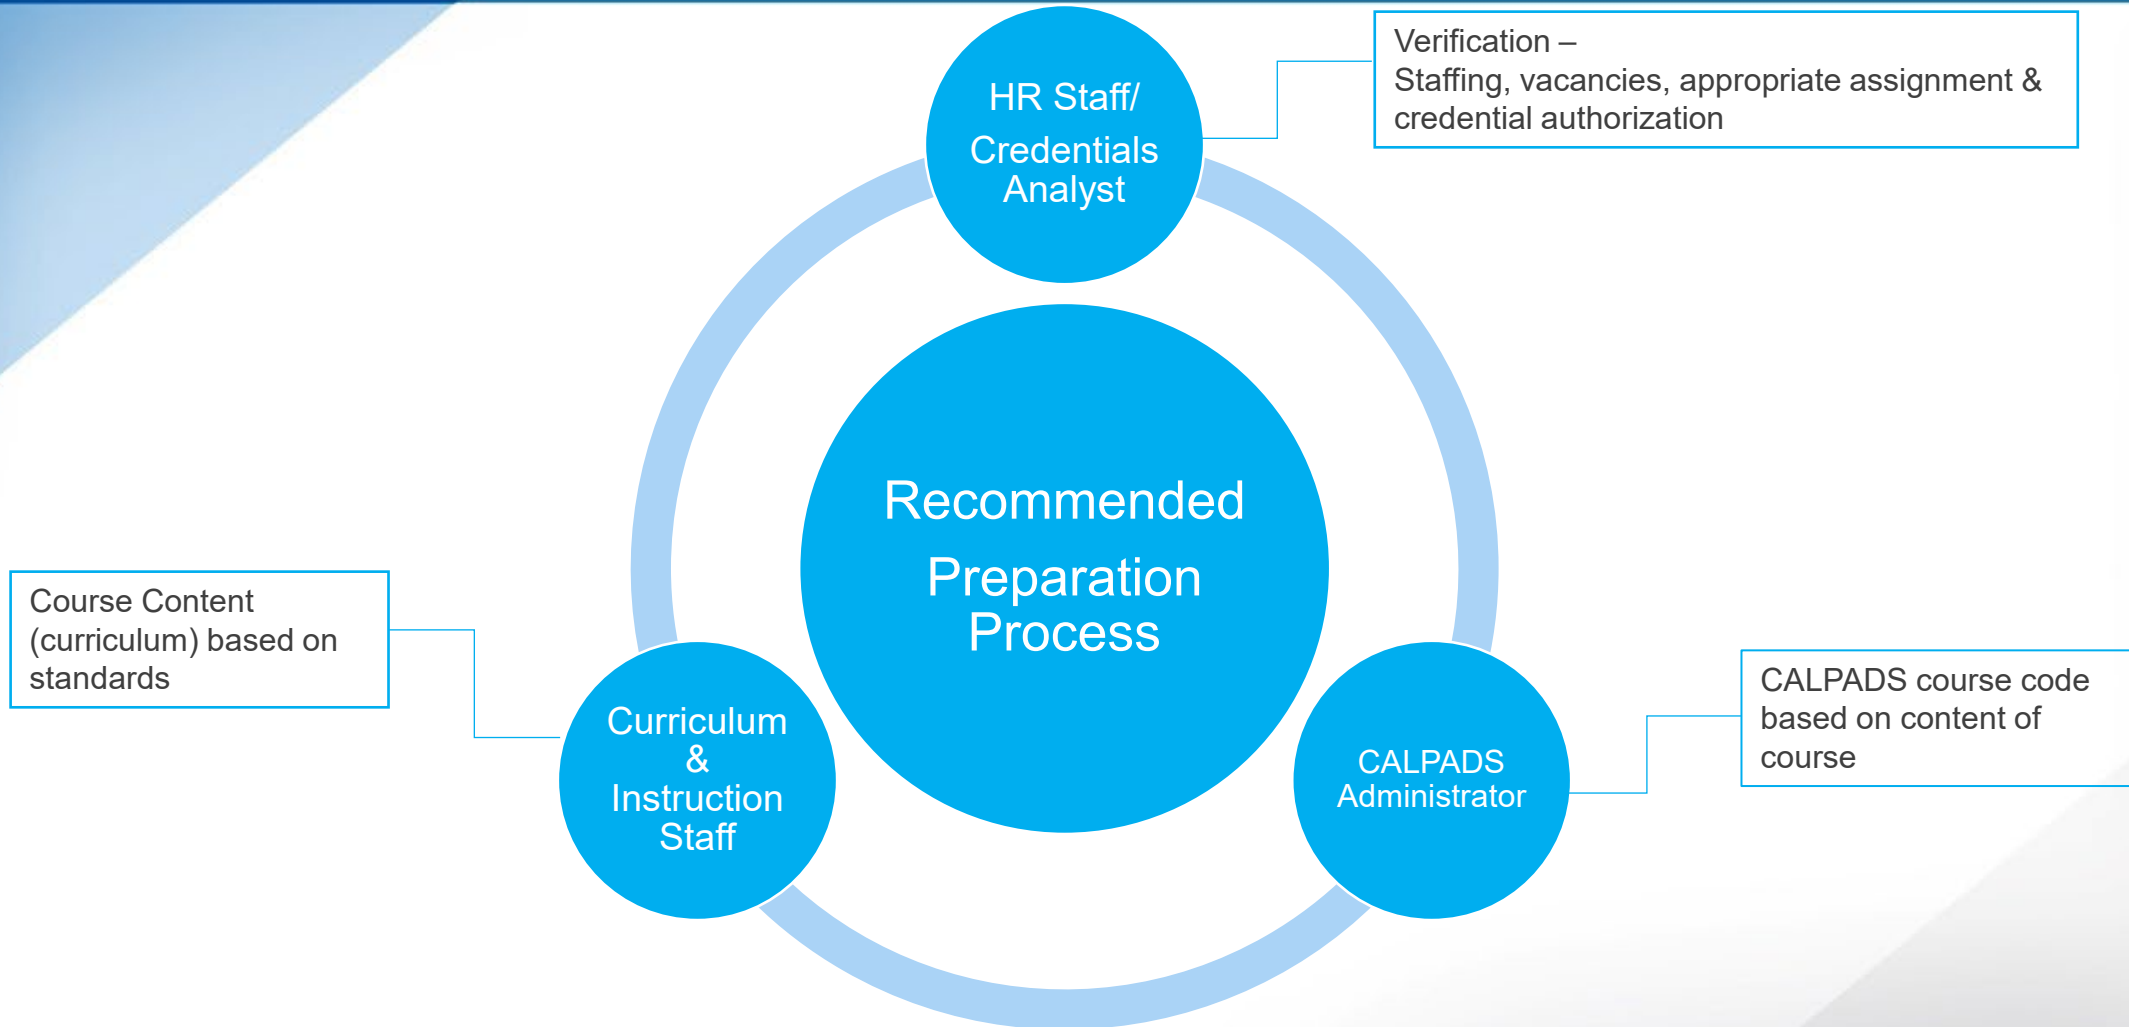 HR Staff/
Credentials
Analyst
Verification –
Staffing, vacancies, appropriate assignment &
credential authorization
Recommended
Preparation
Process
Course Content
(curriculum) based on
standards
Curriculum
&
Instruction
Staff
CALPADS
Administrator
CALPADS course code
based on content of
course